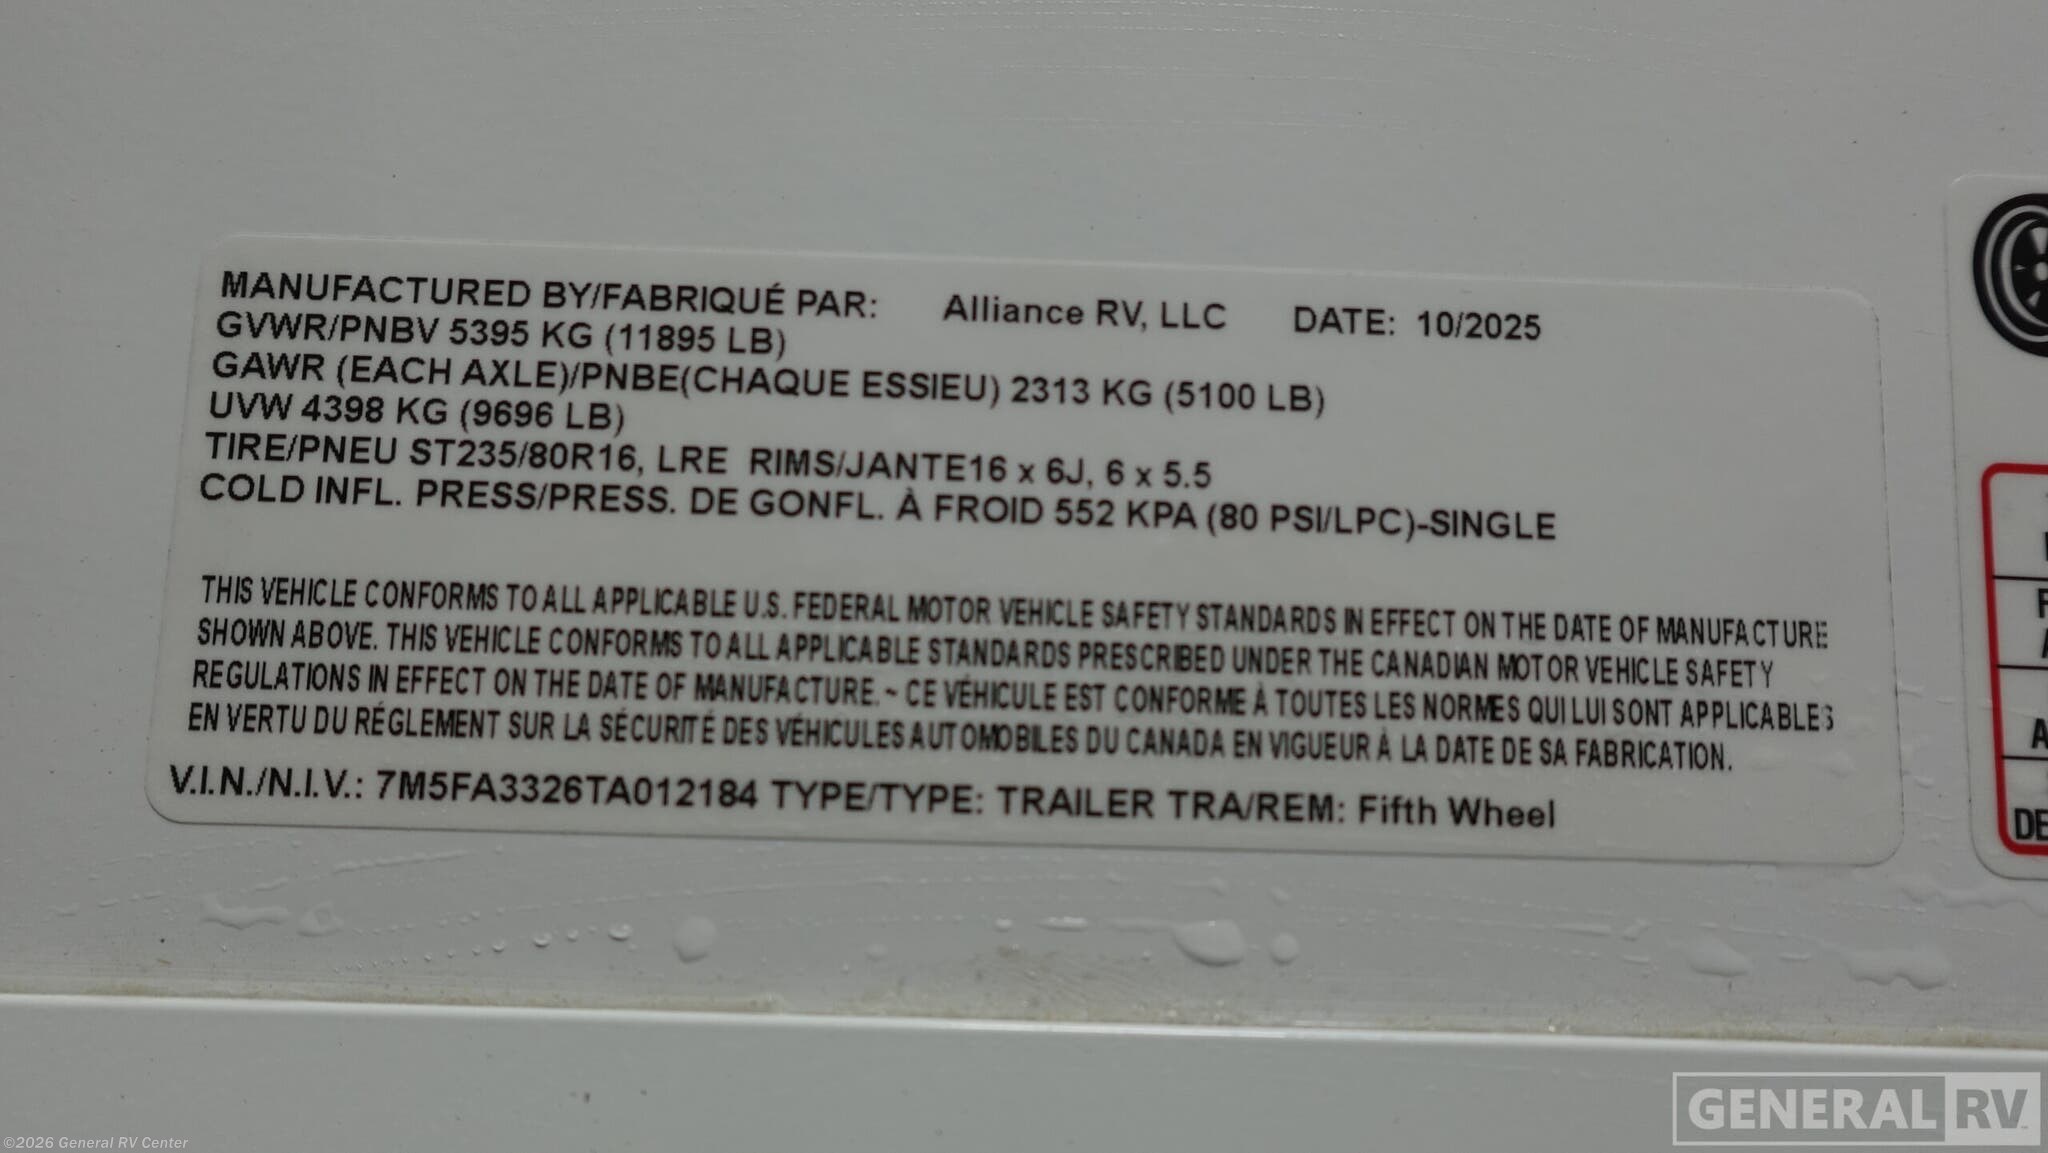 MANUFACTURED BY/FABRIQUÉ PAR: Alliance RV, LLC DATE: 10/2025
GVWR/PNBV 5395 KG (11895 LB)
GAWR (EACH AXLE)/PNBE(CHAQUE ESSIEU) 2313 KG (5100 LB)
UVW 4398 KG (9696 LB)
TIRE/PNEU ST235/80R16, LRE RIMS/JANTE16 x 6J, 6 x 5.5
COLD INFL. PRESS/PRESS. DE GONFL. À FROID 552 KPA (80 PSI/LPC)-SINGLE
THIS VEHICLE CONFORMS TO ALL APPLICABLE U.S. FEDERAL MOTOR VEHICLE SAFETY STANDARDS IN EFFECT ON THE DATE OF MANUFACTURE
SHOWN ABOVE. THIS VEHICLE CONFORMS TO ALL APPLICABLE STANDARDS PRESCRIBED UNDER THE CANADIAN MOTOR VEHICLE SAFETY
REGULATIONS IN EFFECT ON THE DATE OF MANUFACTURE. ~ CE VÉHICULE EST CONFORME À TOUTES LES NORMES QUI LUI SONT APPLICABLES
EN VERTU DU RÉGLEMENT SUR LA SÉCURITÉ DES VÉHICULES AUTOMOBILES DU CANADA EN VIGUEUR À LA DATE DE SA FABRICATION.
V.I.N./N.I.V.: 7M5FA3326TA012184 TYPE/TYPE: TRAILER TRA/REM: Fifth Wheel
DE
GENERAL RV
©2026 General RV Center